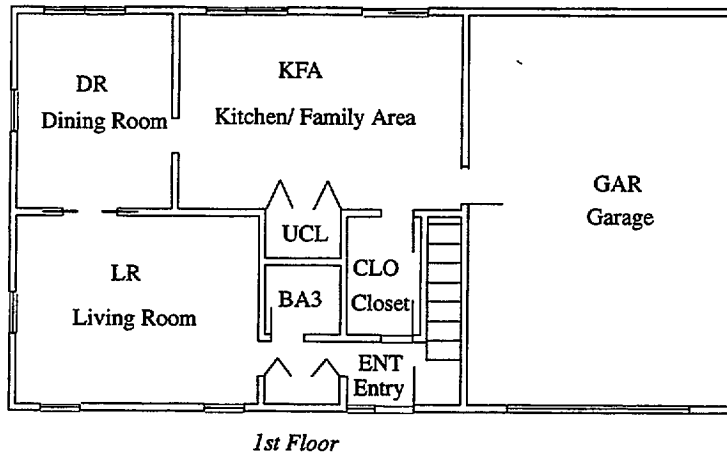 KFA
DR
Dining Room
Kitchen/ Family Area
GAR
Garage
UCL
CLO
Closet
LR
Living Room
BA3
ENT
Entry
1st Floor